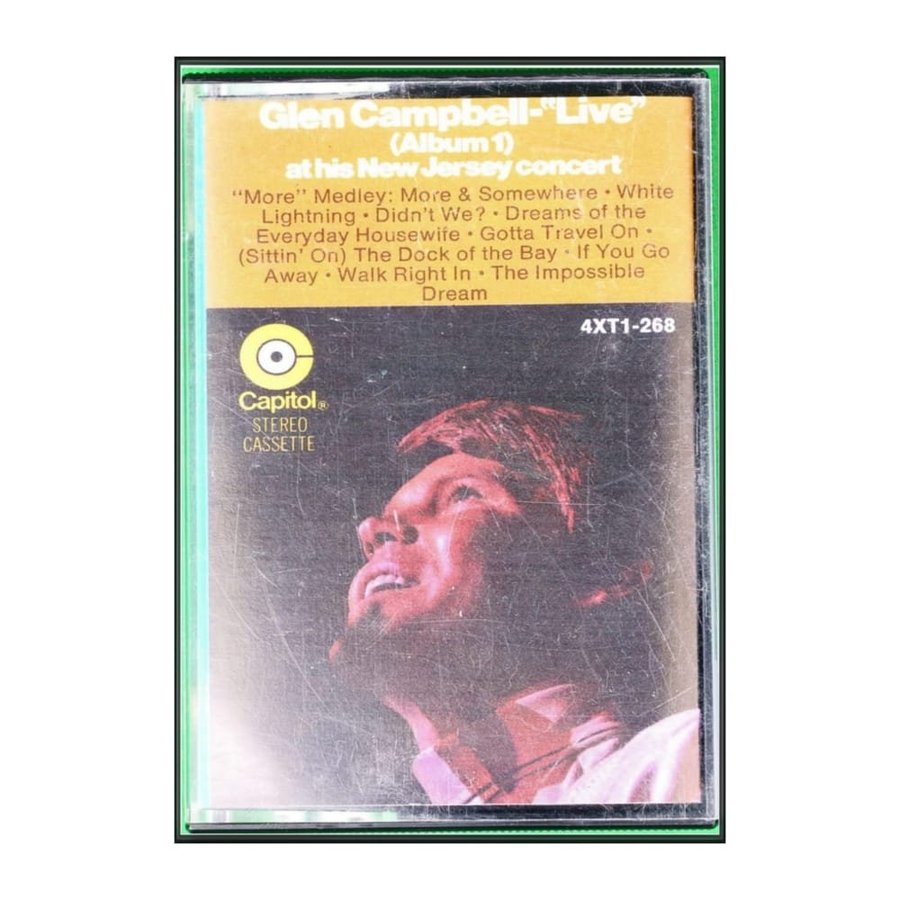 Glen Campbell-"Live"
(Album 1)
at his New Jersey concert
"More" Medley: More & Somewhere • White
Lightning • Didn't We? • Dreams of the
Everyday Housewife • Gotta Travel On •
(Sittin' On) The Dock of the Bay • If You Go
Away • Walk Right In • The Impossible
Dream
4XT1-268
Capitol®
STEREO
CASSETTE